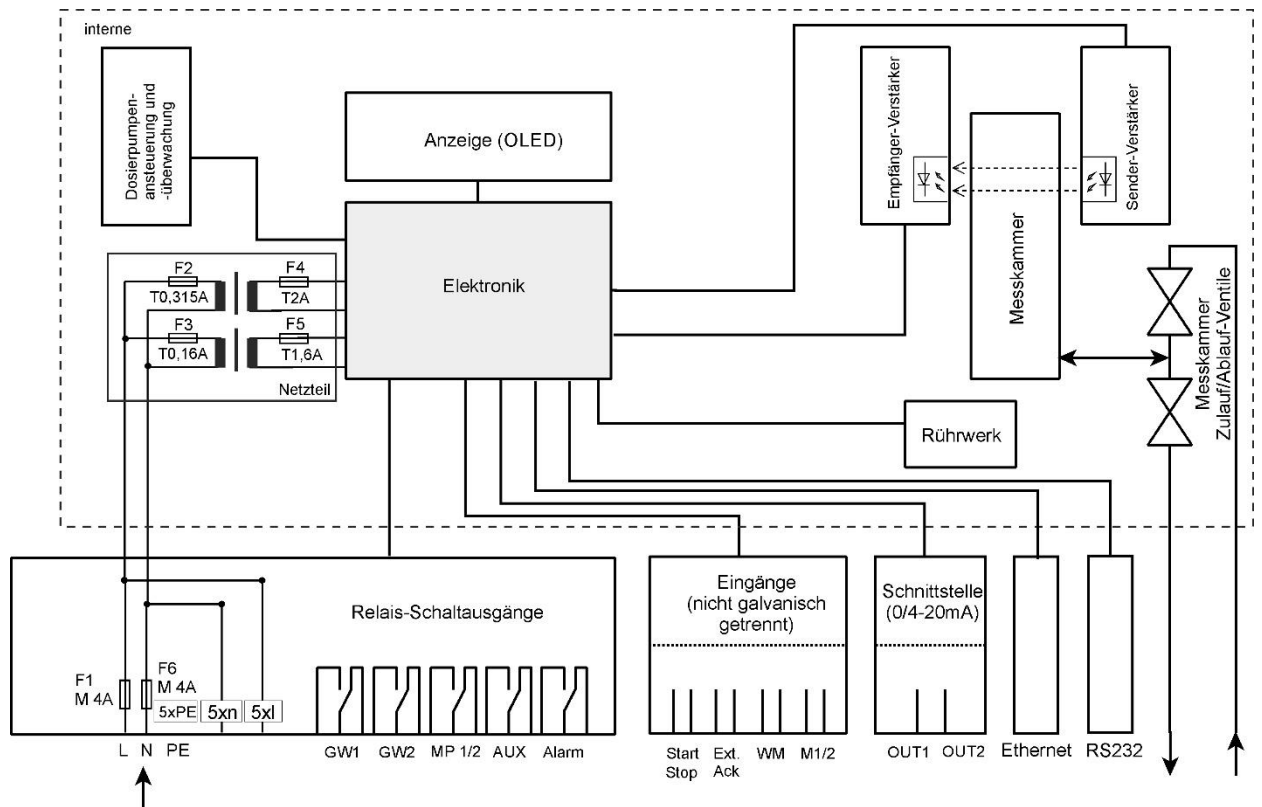 interne
Dosierpumpen-
ansteuerung und
-überwachung
Anzeige (OLED)
Elektronik
Empfänger-Verstärker
Messkammer
Sender-Verstärker
F2
T0,315A
F4
T2A
F3
T0,16A
F5
T1,6A
Netzteil
Messkammer
Zulauf/Ablauf-Ventile
Rührwerk
Relais-Schaltausgänge
F1
M 4A
F6
M 4A
5xPE
5xn
5xl
L N PE
GW1 GW2 MP 1/2 AUX Alarm
Eingänge
(nicht galvanisch
getrennt)
Start
Stop
Ext.
Ack
WM
M1/2
Schnittstelle
(0/4-20mA)
OUT1 OUT2
Ethernet
RS232